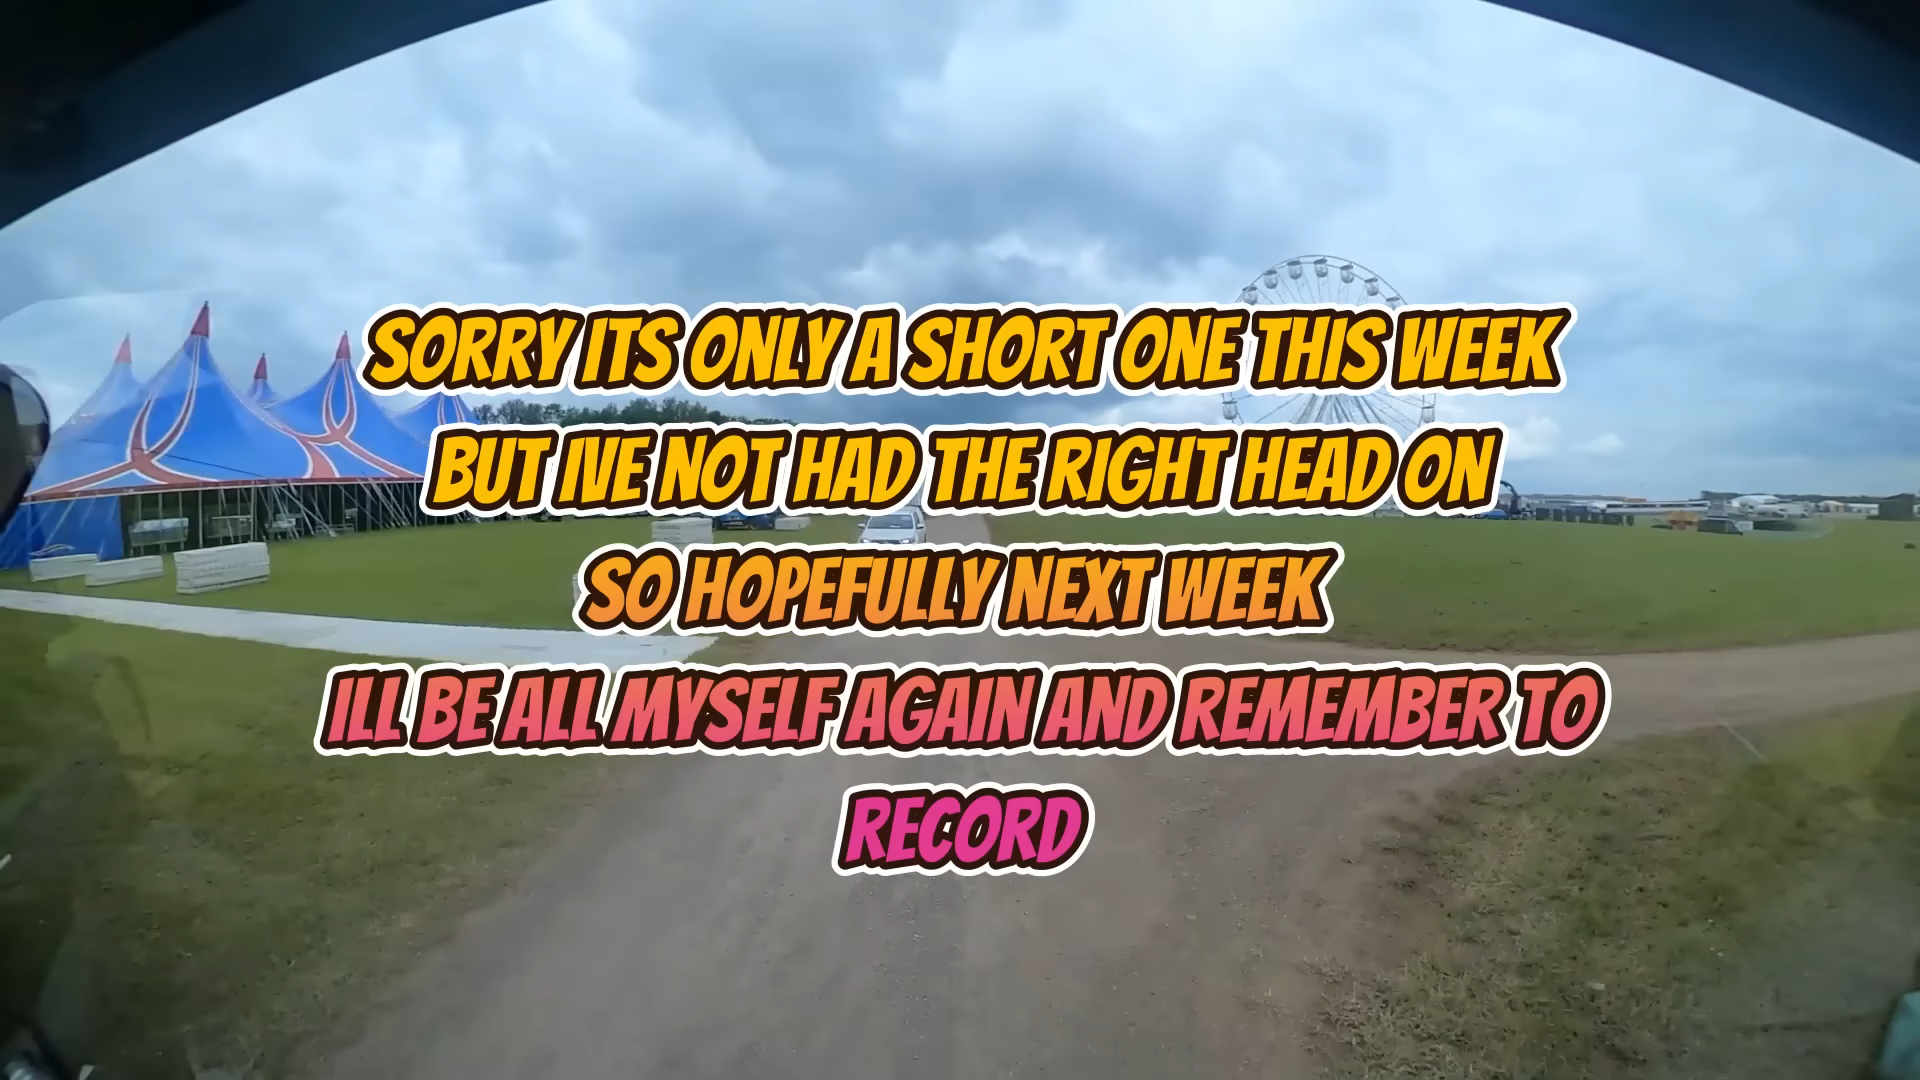 SORRY ITS ONLY A SHORT ONE THIS WEEK
BUT IVE NOT HAD THE RIGHT HEAD ON
SO HOPEFULLY NEXT WEEK
ILL BE ALL MYSELF AGAIN AND REMEMBER TO
RECORD